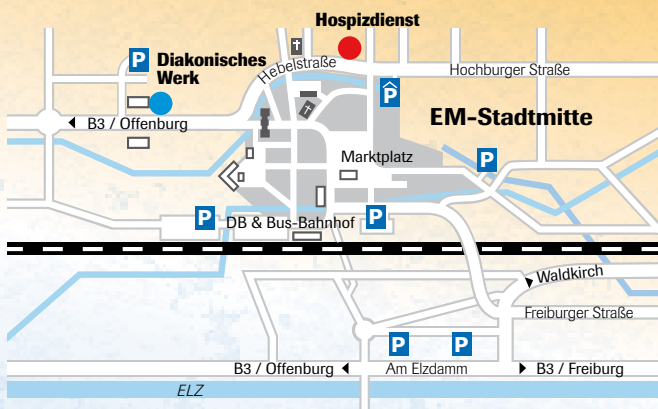 Hospizdienst
P
Diakonisches
Werk
Hebelstraße
Hochburger Straße
P
B3 / Offenburg
EM-Stadtmitte
Marktplatz
P
P
DB & Bus-Bahnhof
P
Waldkirch
Freiburger Straße
P
P
B3 / Offenburg
Am Elzdamm
B3 / Freiburg
ELZ